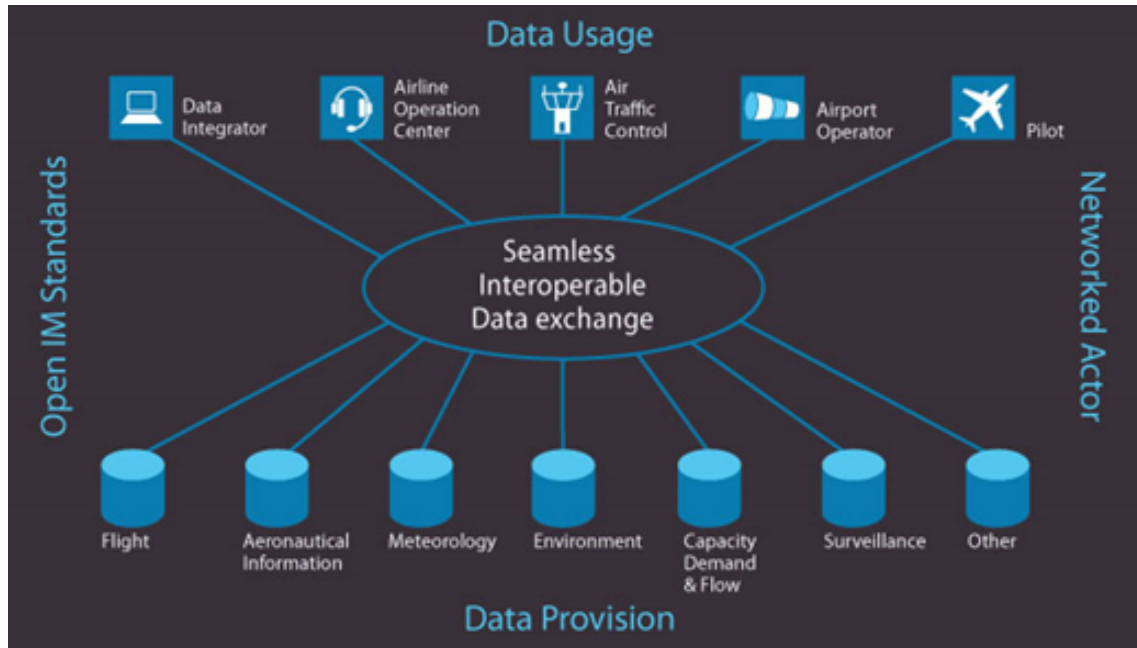 Data Usage
Data
Integrator
Airline
Operation
Center
Air
Traffic
Control
Airport
Operator
Pilot
Open IM Standards
Networked Actor
Seamless
Interoperable
Data exchange
Flight
Aeronautical
Information
Meteorology
Environment
Capacity
Demand
& Flow
Surveillance
Other
Data Provision